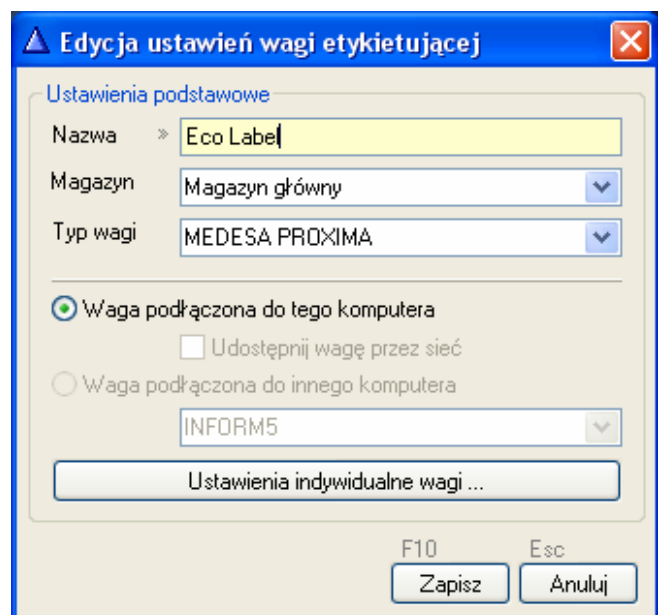 Edycja ustawień wagi etykietującej
Ustawienia podstawowe
Nazwa » Eco Label
Magazyn Magazyn główny
Typ wagi MEDESA PROXIMA
Waga podłączona do tego komputera
Udostępnij wagę przez sieć
Waga podłączona do innego komputera
INFORM5
Ustawienia indywidualne wagi ...
F10 Esc
Zapisz Anuluj